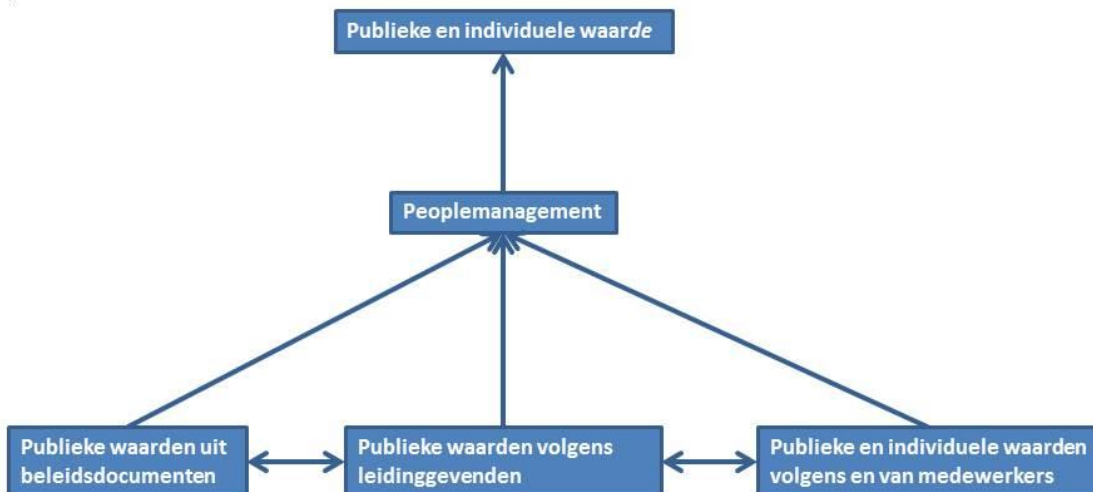 Publieke en individuele waarde
Peoplemanagement
Publieke waarden uit
beleidsdocumenten
Publieke waarden volgens
leidinggevenden
Publieke en individuele waarden
volgens en van medewerkers